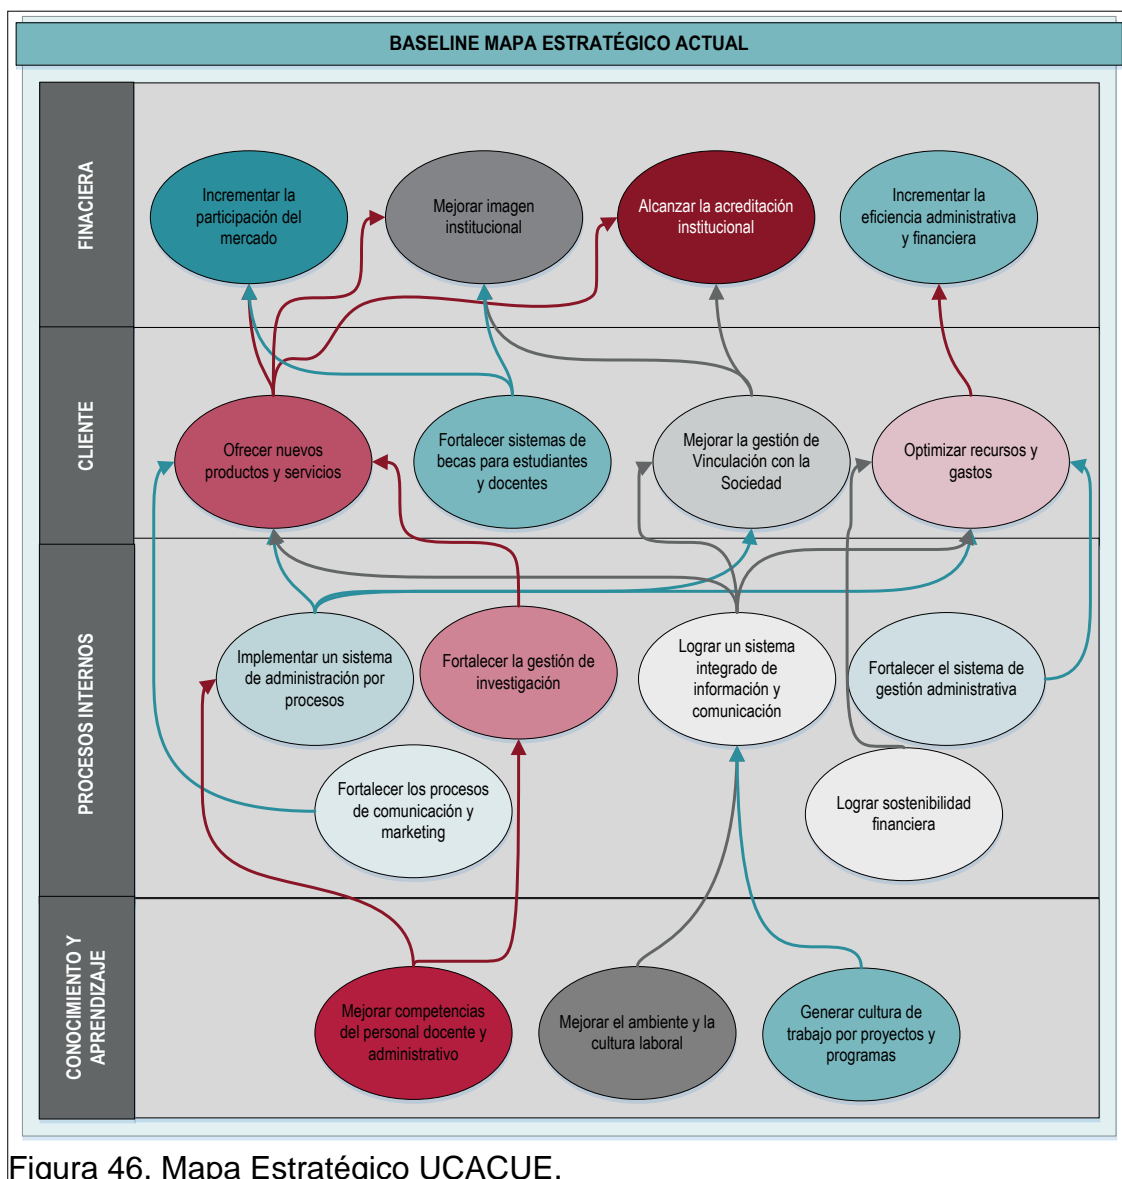 BASELINE MAPA ESTRATÉGICO ACTUAL
FINACIERA
Incrementar la
participación del
mercado
Mejorar imagen
institucional
Alcanzar la acreditación
institucional
Incrementar la
eficiencia administrativa
y financiera
CLIENTE
Ofrecer nuevos
productos y servicios
Fortalecer sistemas de
becas para estudiantes
y docentes
Mejorar la gestión de
Vinculación con la
Sociedad
Optimizar recursos y
gastos
PROCESOS INTERNOS
Implementar un sistema
de administración por
procesos
Fortalecer la gestión de
investigación
Lograr un sistema
integrado de
información y
comunicación
Fortalecer el sistema de
gestión administrativa
Fortalecer los procesos
de comunicación y
marketing
Lograr sostenibilidad
financiera
CONOCIMIENTO Y
APRENDIZAJE
Mejorar competencias
del personal docente y
administrativo
Mejorar el ambiente y la
cultura laboral
Generar cultura de
trabajo por proyectos y
programas
Figura 46. Mapa Estratégico UCACUE.